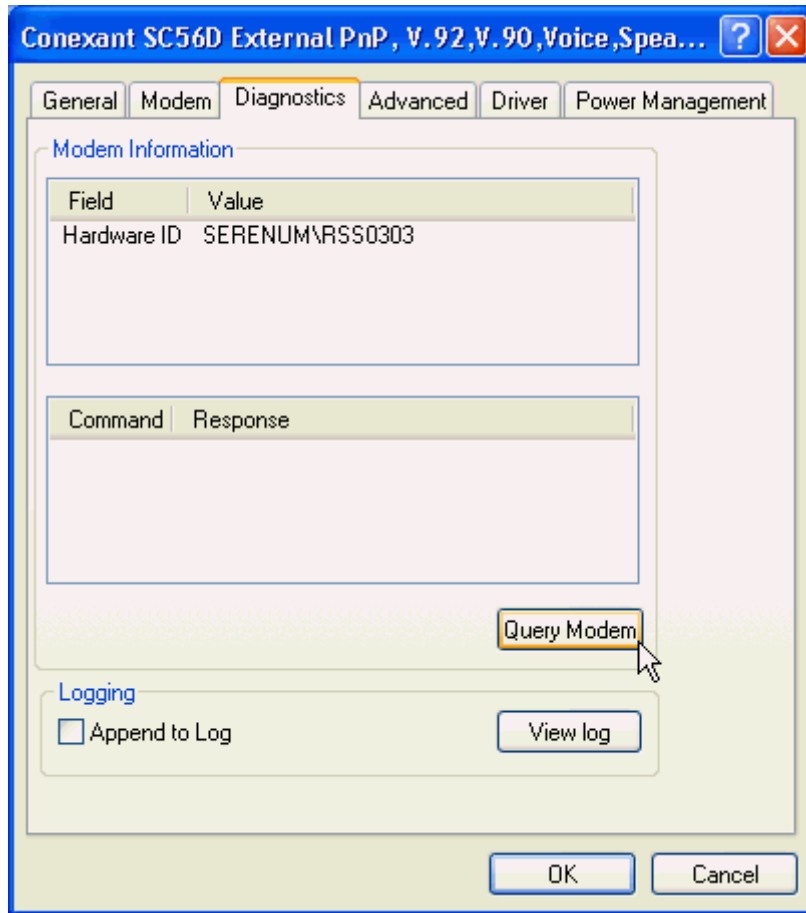 Conexant SC56D External PnP, V.92,V.90,Voice,Spea... ?
General Modem Diagnostics Advanced Driver Power Management
Modem Information
Field Value
Hardware ID SERENUM\RSS0303
Command Response
Query Modem
Logging
Append to Log View log
OK Cancel